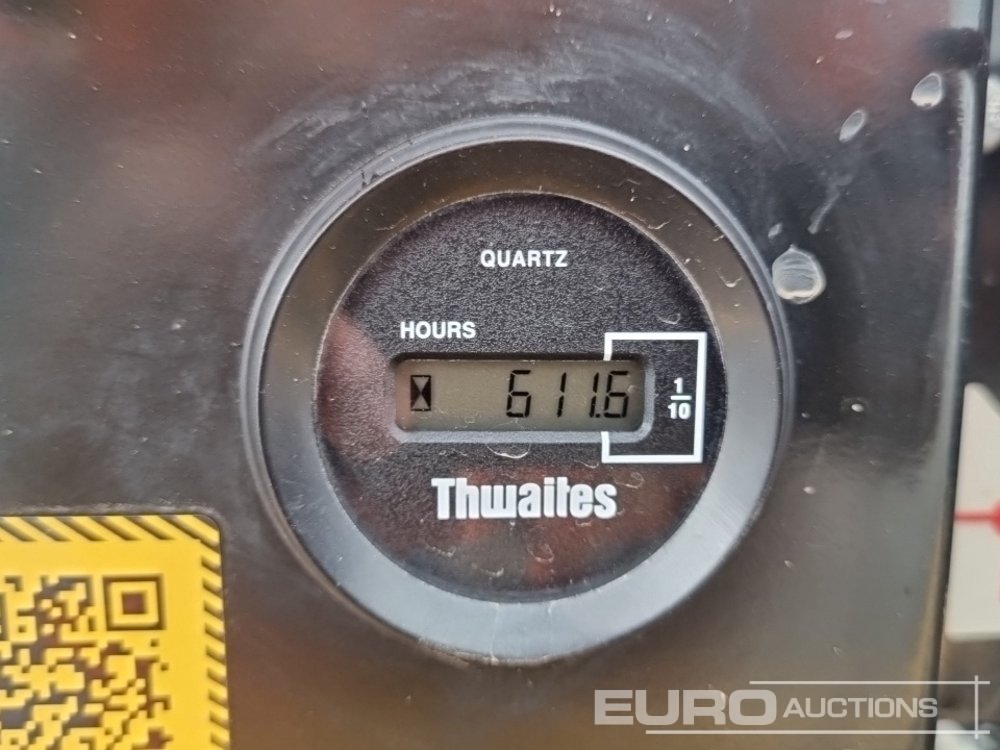 QUARTZ
HOURS
611.6
1
10
Thwaites
EURO AUCTIONS